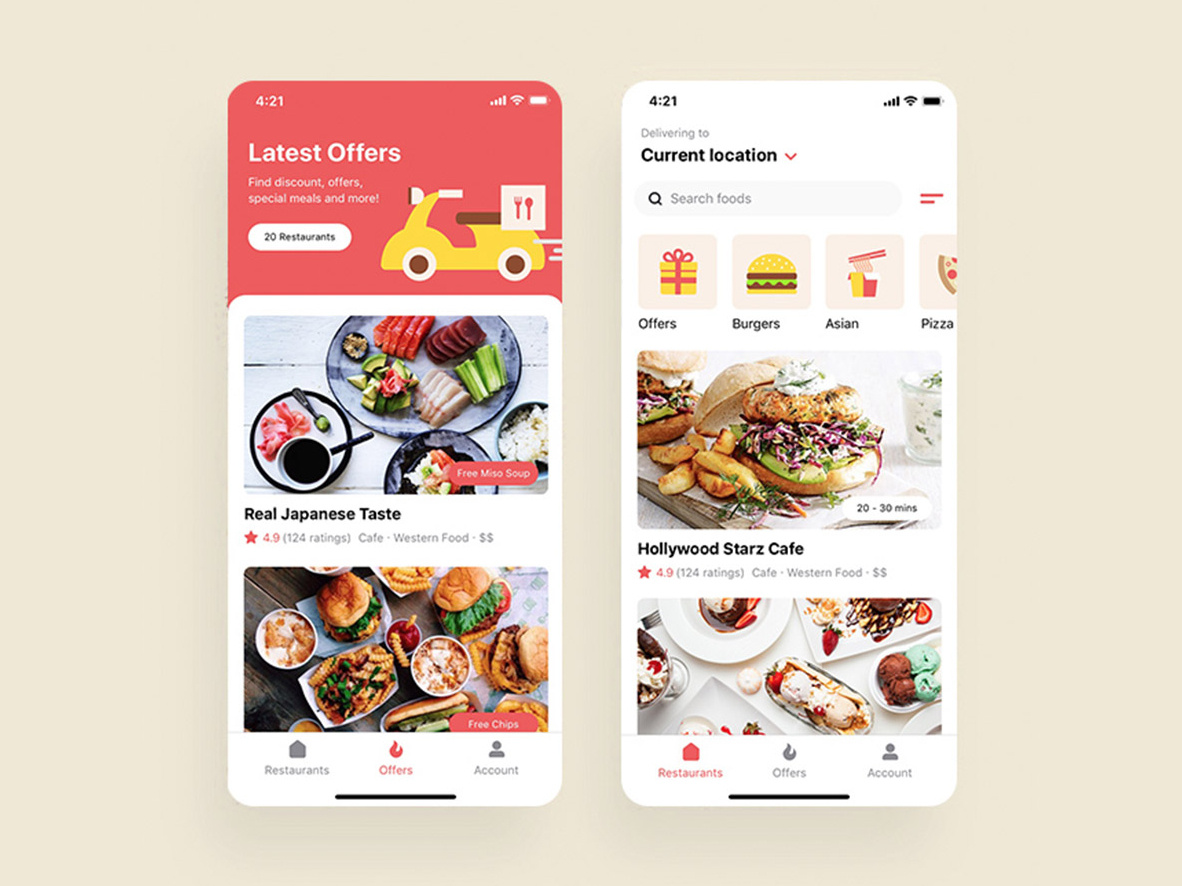 4:21
Latest Offers
Find discount, offers,
special meals and more!
20 Restaurants
Free Miso Soup
Real Japanese Taste
4.9 (124 ratings) Cafe · Western Food · $$
Free Chips
Restaurants
Offers
Account
4:21
Delivering to
Current location
Search foods
Offers
Burgers
Asian
Pizza
20 - 30 mins
Hollywood Starz Cafe
4.9 (124 ratings) Cafe · Western Food · $$
Restaurants
Offers
Account